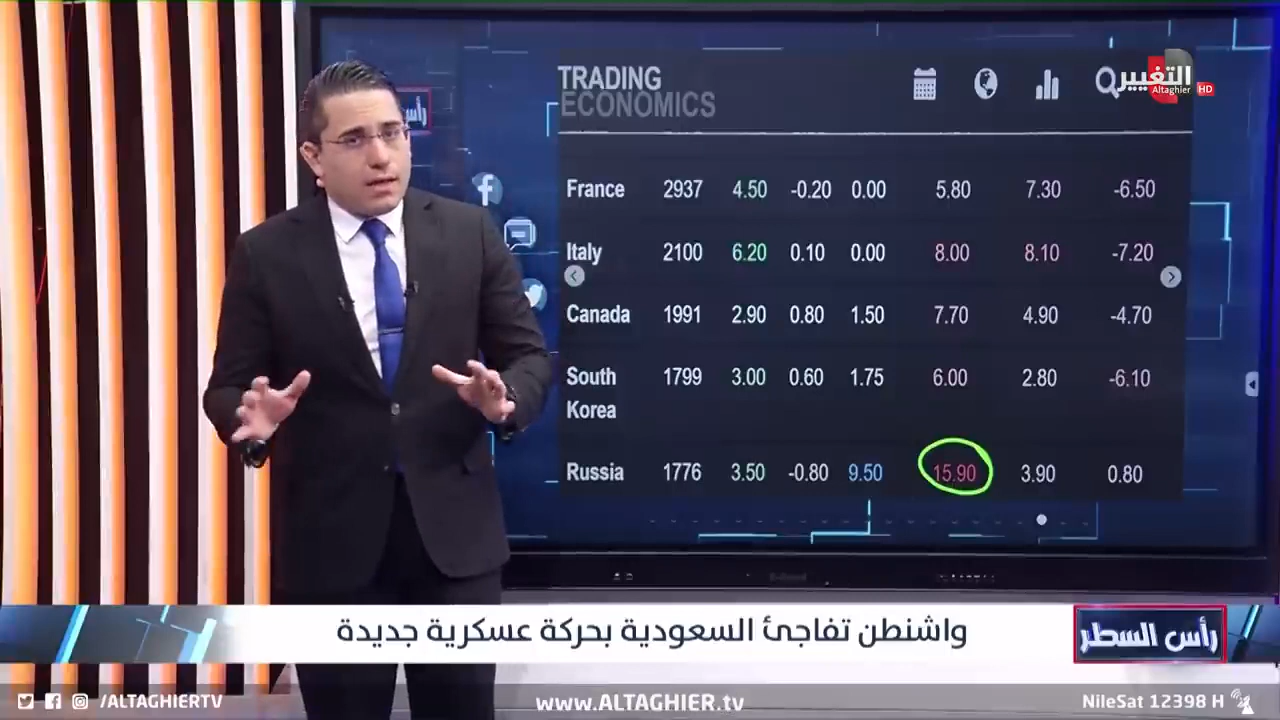 TRADING
ECONOMICS
التغيير
Altaghier HD
رأس
France 2937 4.50 -0.20 0.00 5.80 7.30 -6.50
Italy 2100 6.20 0.10 0.00 8.00 8.10 -7.20
Canada 1991 2.90 0.80 1.50 7.70 4.90 -4.70
South 1799 3.00 0.60 1.75 6.00 2.80 -6.10
Korea
Russia 1776 3.50 -0.80 9.50 15.90 3.90 0.80
واشنطن تفاجئ السعودية بحركة عسكرية جديدة
رأس السطر
/ALTAGHIERTV
www.ALTAGHIER.tv
NileSat 12398 H